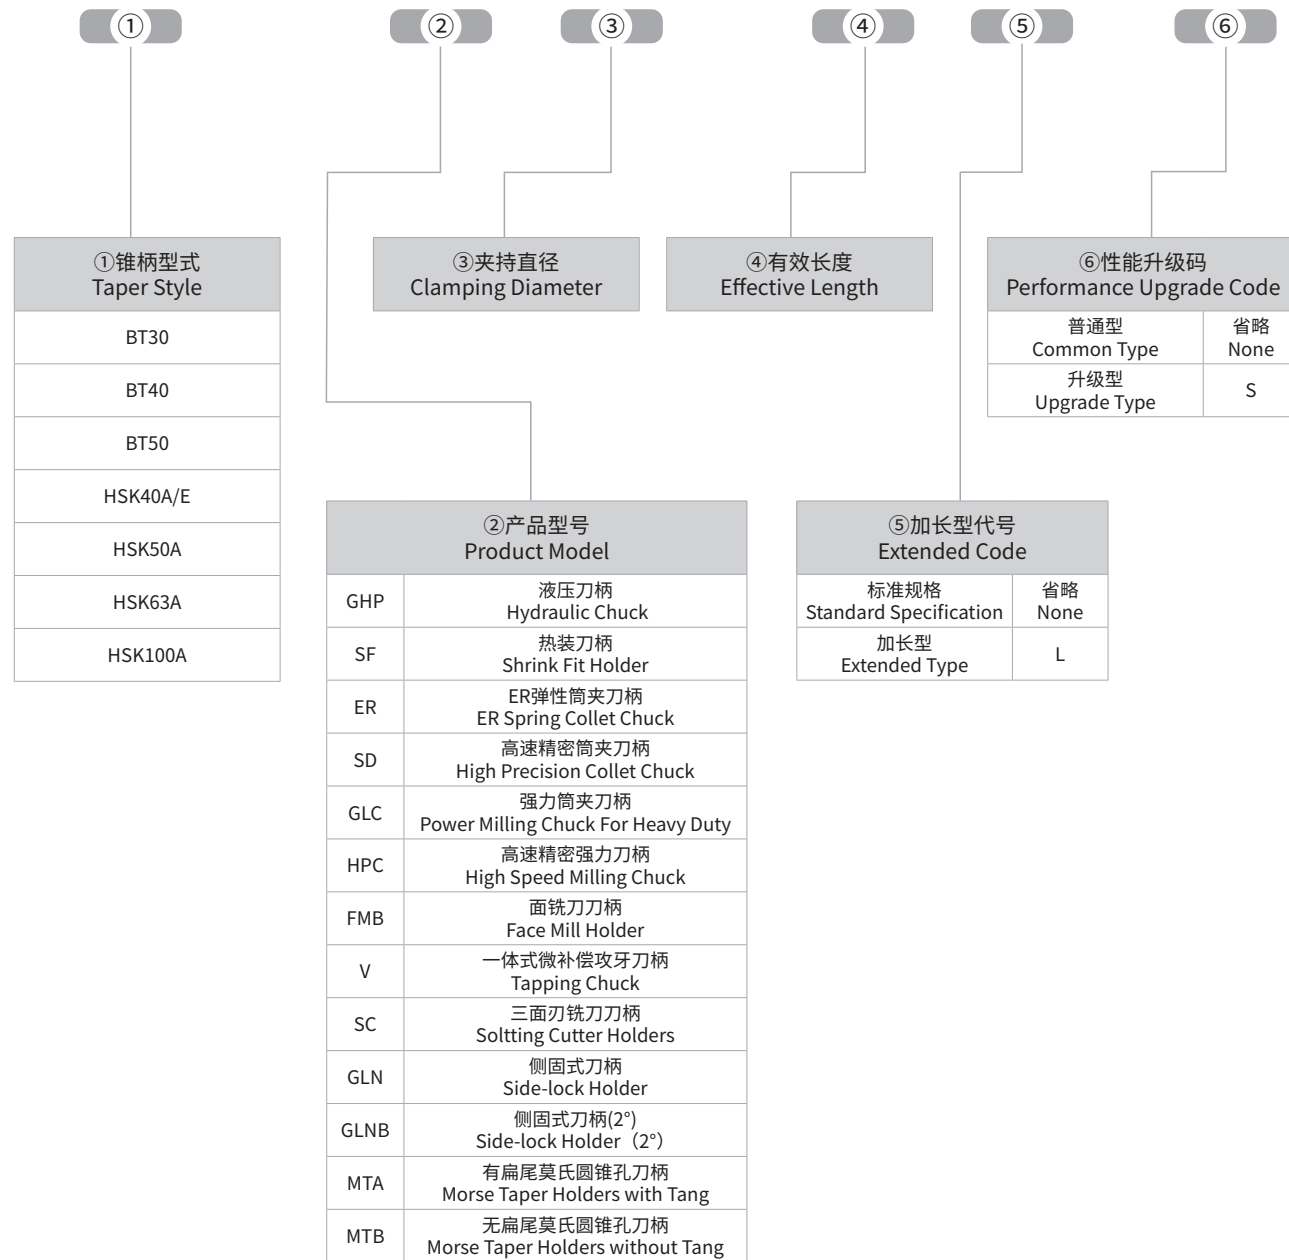 ① ② ③ ④ ⑤ ⑥
①锥柄型式
Taper Style
BT30
BT40
BT50
HSK40A/E
HSK50A
HSK63A
HSK100A
③夹持直径
Clamping Diameter
④有效长度
Effective Length
⑥性能升级码
Performance Upgrade Code
普通型 省略
Common Type None
升级型
Upgrade Type S
②产品型号
Product Model
GHP 液压刀柄
Hydraulic Chuck
SF 热装刀柄
Shrink Fit Holder
ER ER弹性筒夹刀柄
ER Spring Collet Chuck
SD 高速精密筒夹刀柄
High Precision Collet Chuck
GLC 强力筒夹刀柄
Power Milling Chuck For Heavy Duty
HPC 高速精密强力刀柄
High Speed Milling Chuck
FMB 面铣刀刀柄
Face Mill Holder
V 一体式微补偿攻牙刀柄
Tapping Chuck
SC 三面刃铣刀刀柄
Soltting Cutter Holders
GLN 侧固式刀柄
Side-lock Holder
GLNB 侧固式刀柄(2°)
Side-lock Holder（2°）
MTA 有扁尾莫氏圆锥孔刀柄
Morse Taper Holders with Tang
MTB 无扁尾莫氏圆锥孔刀柄
Morse Taper Holders without Tang
⑤加长型代号
Extended Code
标准规格 省略
Standard Specification None
加长型
Extended Type L